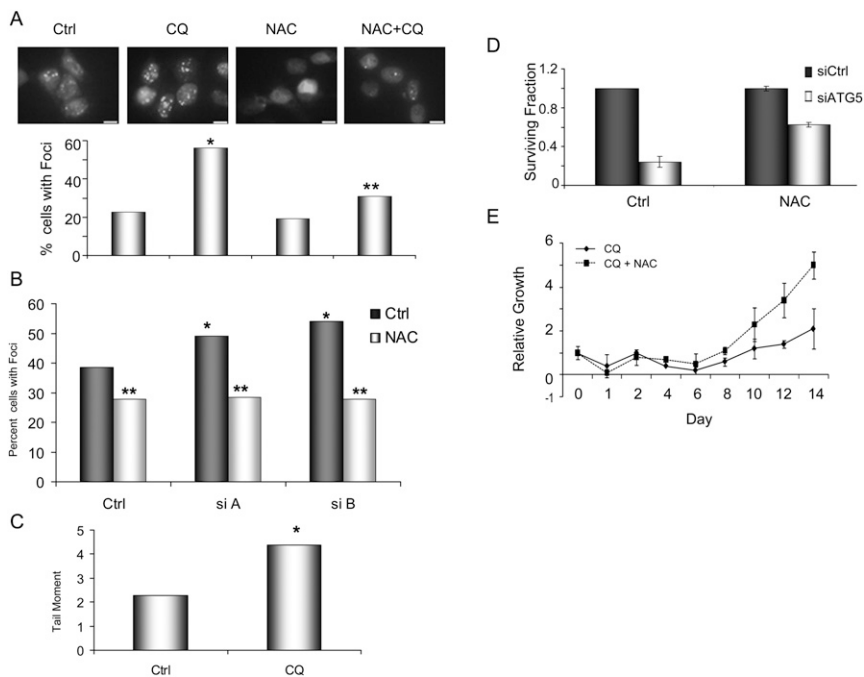 A
Ctrl CQ NAC NAC+CQ
% cells with Foci
60
40
20
0
*
**
B
Percent cells with Foci
60
50
40
30
20
10
0
Ctrl
NAC
*
*
**
**
**
Ctrl si A si B
C
Tail Moment
5
4
3
2
1
0
*
Ctrl CQ
D
Surviving Fraction
1.2
0.8
0.4
0
siCtrl
siATG5
Ctrl NAC
E
Relative Growth
6
4
2
0
-1
CQ
CQ + NAC
0 1 2 4 6 8 10 12 14
Day